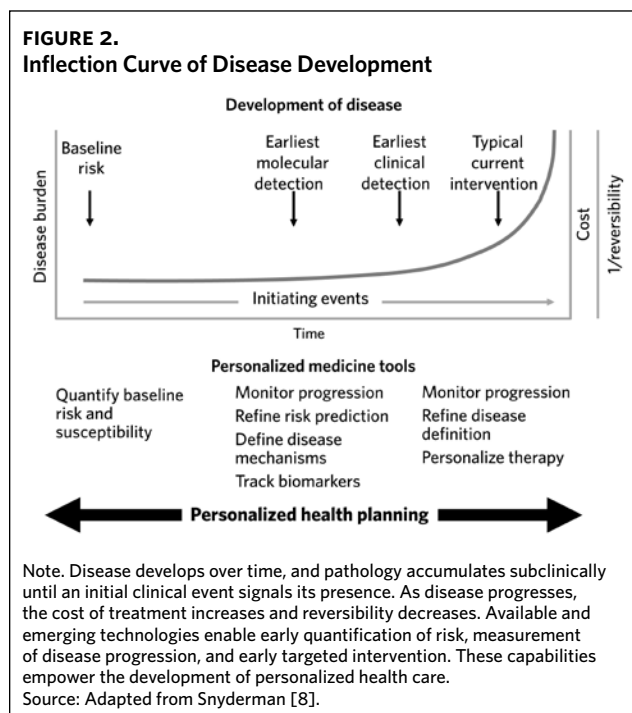 FIGURE 2.
Inflection Curve of Disease Development
Development of disease
Baseline
risk
Earliest
molecular
detection
Earliest
clinical
detection
Typical
current
intervention
Disease burden
Cost
1/reversibility
Initiating events
Time
Personalized medicine tools
Quantify baseline
risk and
susceptibility
Monitor progression
Refine risk prediction
Define disease
mechanisms
Track biomarkers
Monitor progression
Refine disease
definition
Personalize therapy
Personalized health planning
Note. Disease develops over time, and pathology accumulates subclinically
until an initial clinical event signals its presence. As disease progresses,
the cost of treatment increases and reversibility decreases. Available and
emerging technologies enable early quantification of risk, measurement
of disease progression, and early targeted intervention. These capabilities
empower the development of personalized health care.
Source: Adapted from Snyderman [8].